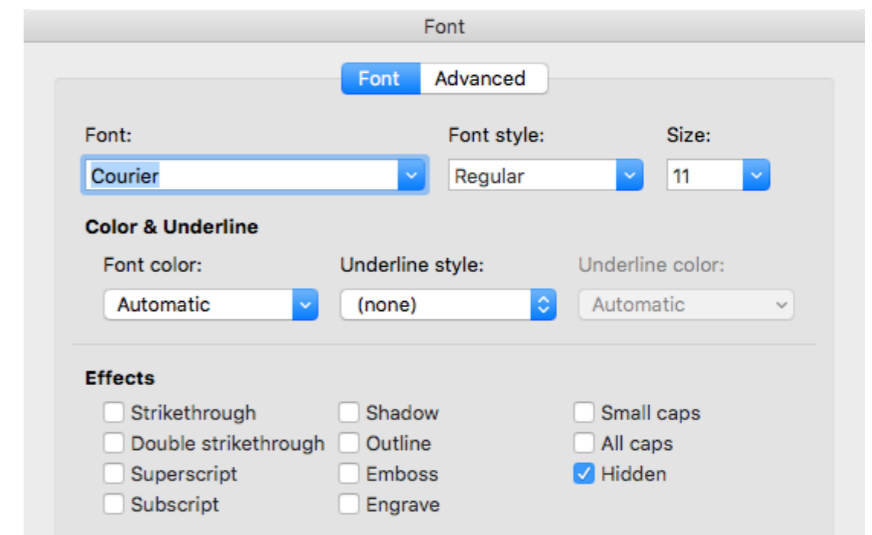 Font
Font Advanced
Font: Font style: Size:
Courier Regular 11
Color & Underline
Font color: Underline style: Underline color:
Automatic (none) Automatic
Effects
Strikethrough Shadow Small caps
Double strikethrough Outline All caps
Superscript Emboss Hidden
Subscript Engrave